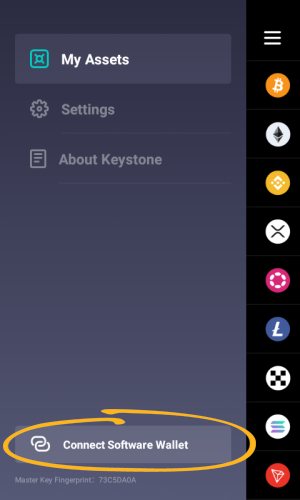 My Assets
Settings
About Keystone
Connect Software Wallet
Master Key Fingerprint: 73C5DA0A